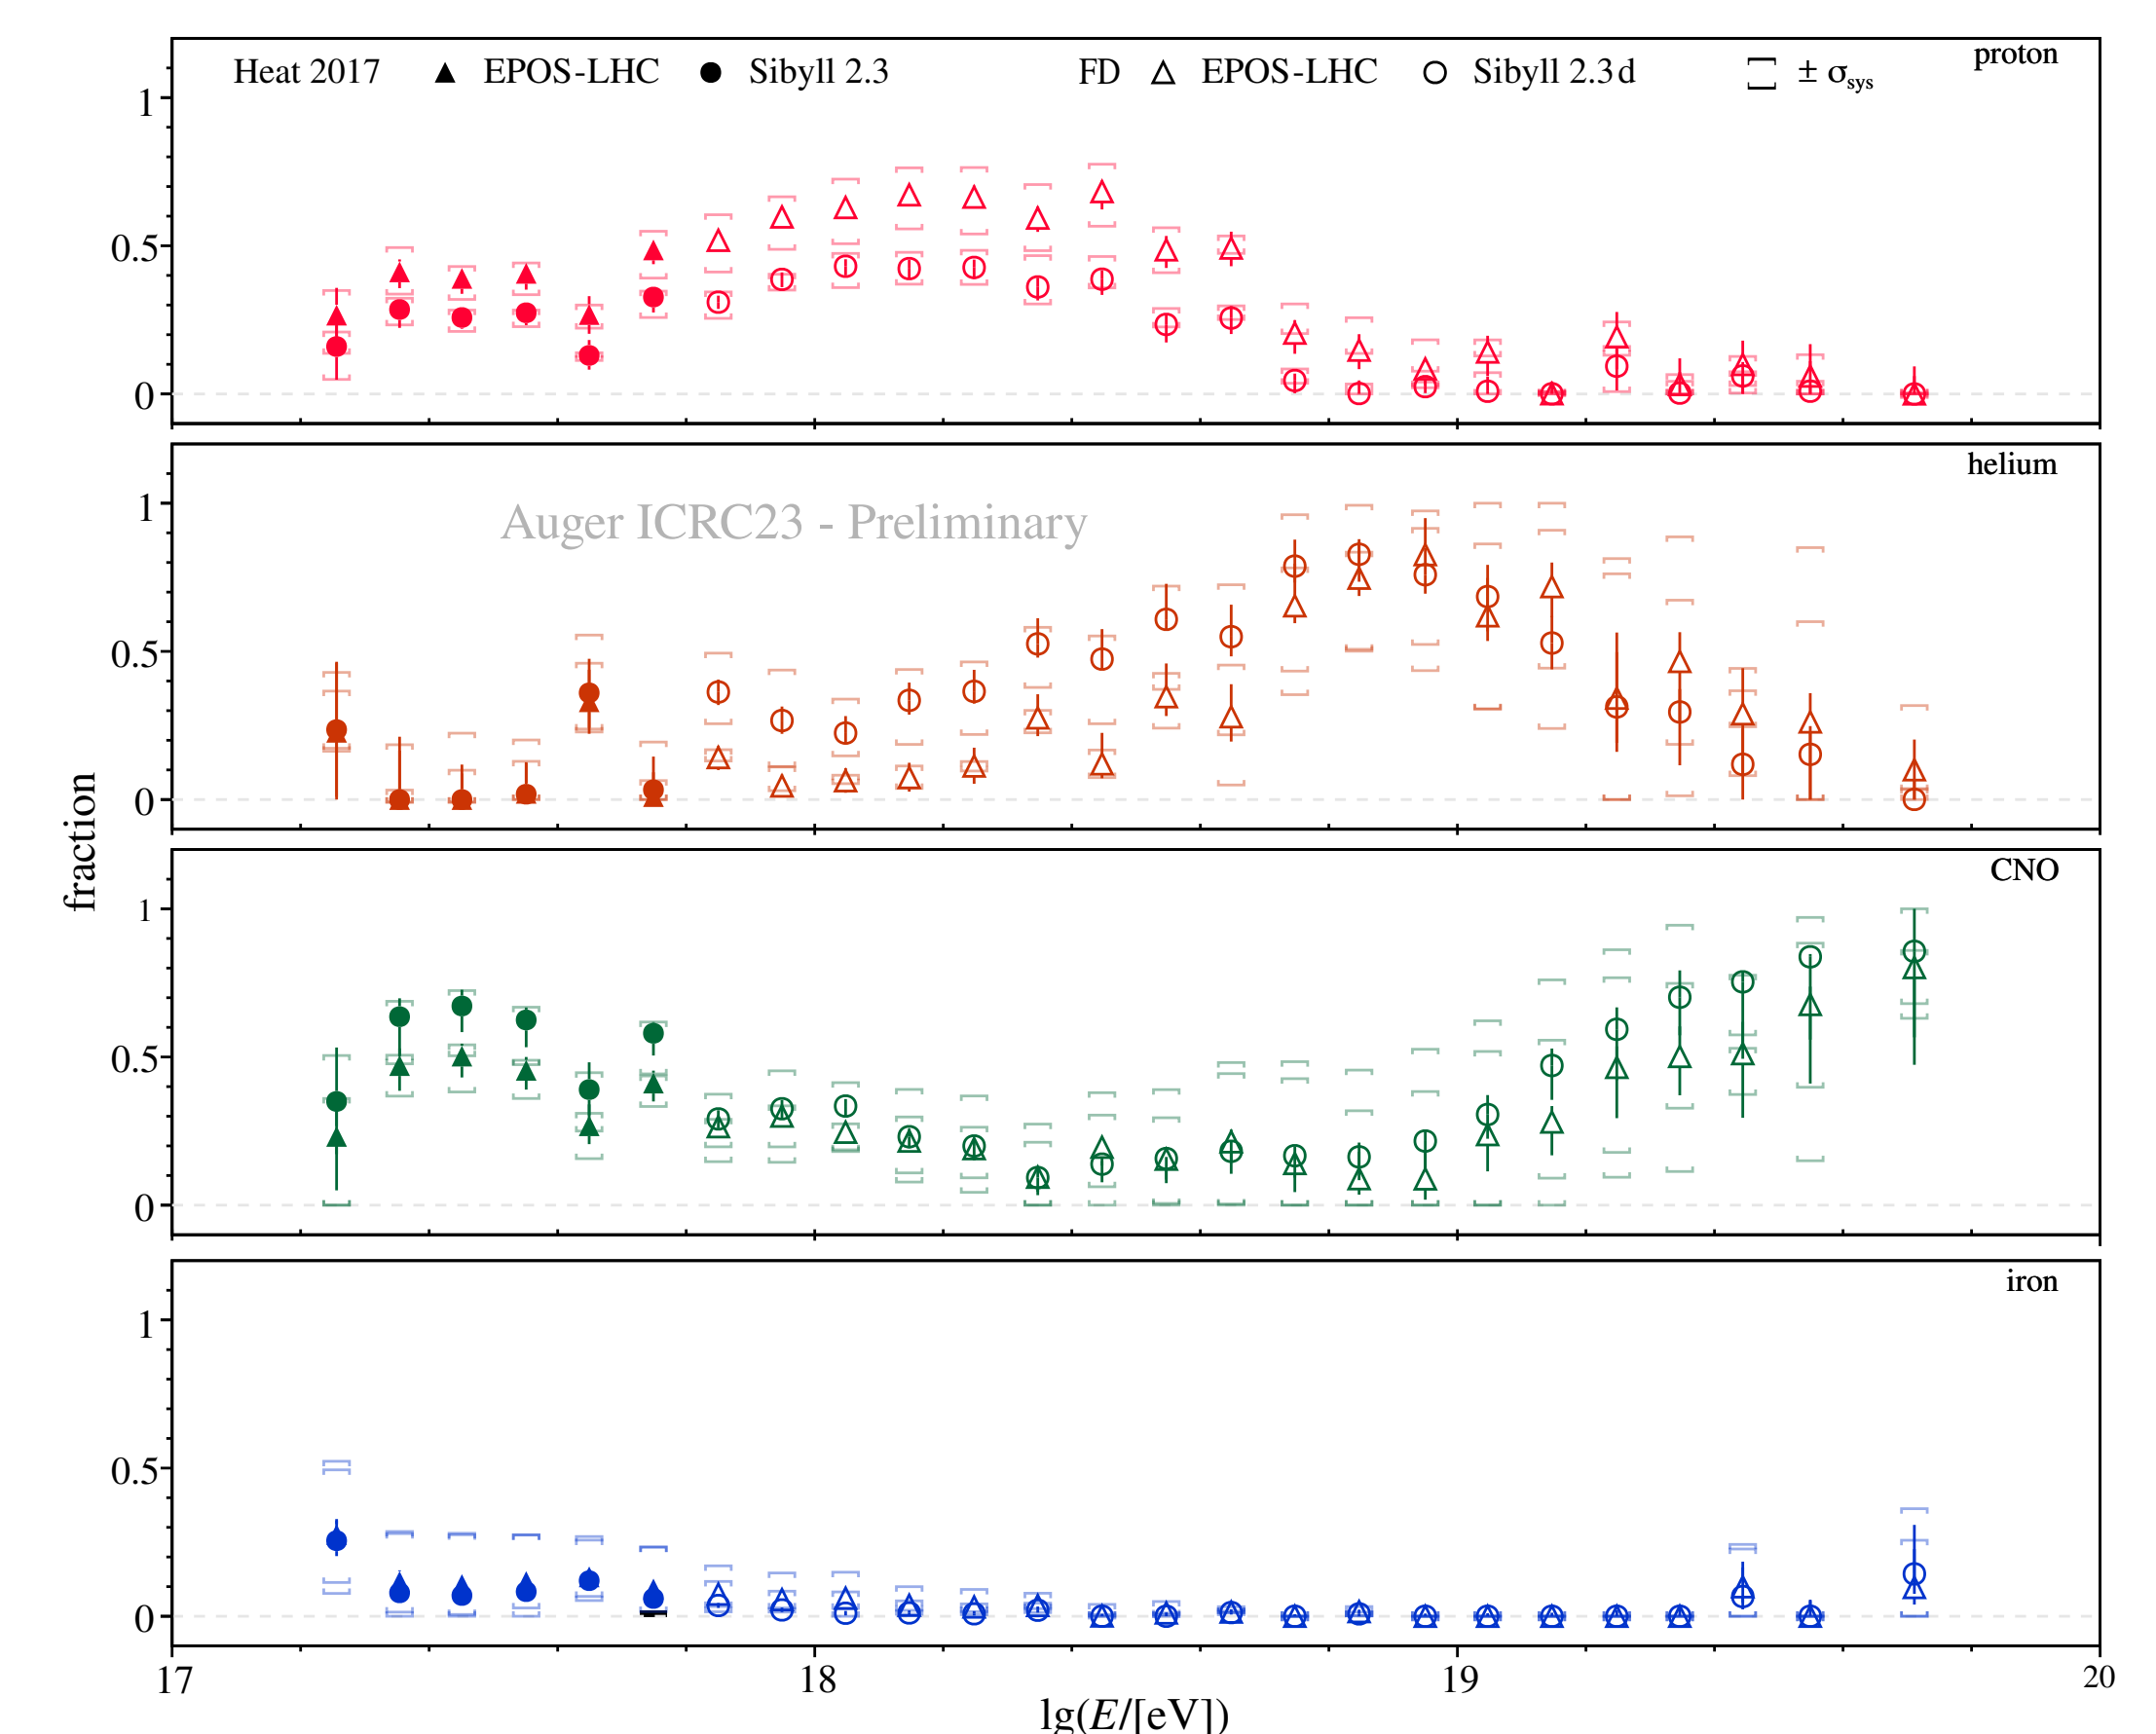 Heat 2017 EPOS-LHC Sibyll 2.3 FD EPOS-LHC Sibyll 2.3d ± σsys proton
1
0.5
0
helium
Auger ICRC23 - Preliminary
1
0.5
0
fraction
CNO
1
0.5
0
iron
1
0.5
0
17 18 19 20
lg(E/[eV])